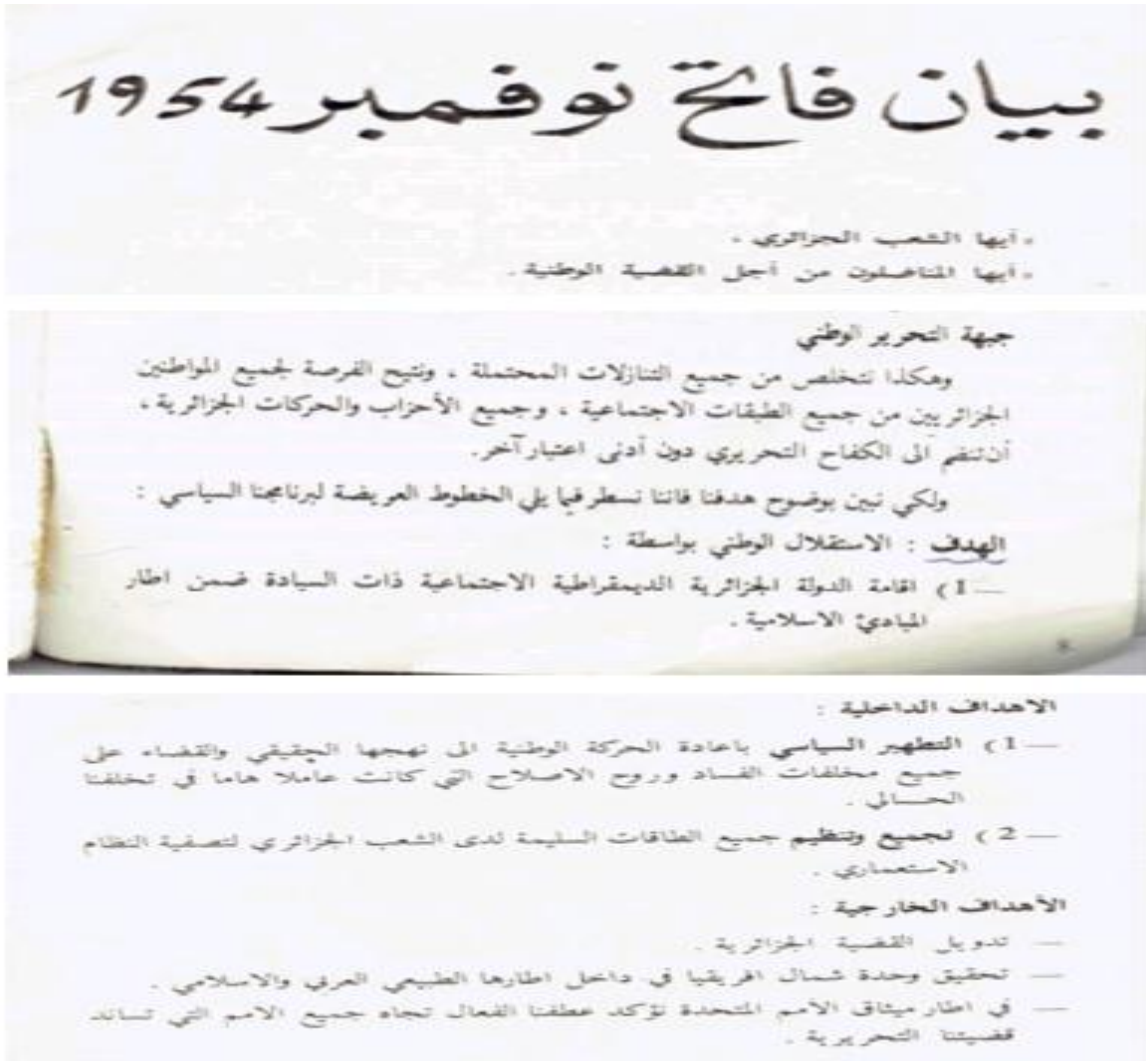 بيان فاتح نوفمبر 1954
« أيها الشعب الجزائري ،
« أيها المناضلون من أجل القضية الوطنية .
جبهة التحرير الوطني
وهكذا نتخلص من جميع التنازلات المحتملة ، ونتيح الفرصة لجميع المواطنين
الجزائريين من جميع الطبقات الاجتماعية ، وجميع الأحزاب والحركات الجزائرية ،
أن تنضم الى الكفاح التحريري دون أدنى اعتبار آخر.
ولكي نبين بوضوح هدفنا فاننا نسطر فيما يلي الخطوط العريضة لبرنامجنا السياسي :
الهدف : الاستقلال الوطني بواسطة :
— 1) اقامة الدولة الجزائرية الديمقراطية الاجتماعية ذات السيادة ضمن اطار
المبادئ الاسلامية .
الاهداف الداخلية :
— 1) التطهير السياسي باعادة الحركة الوطنية الى نهجها الحقيقي والقضاء على
جميع مخلفات الفساد وروح الاصلاح التي كانت عاملا هاما في تخلفنا
الحالي .
— 2) تجميع وتنظيم جميع الطاقات السليمة لدى الشعب الجزائري لتصفية النظام
الاستعماري .
الأهداف الخارجية :
— تدويل القضية الجزائرية .
— تحقيق وحدة شمال افريقيا في داخل اطارها الطبيعي العربي والاسلامي .
— في اطار ميثاق الأمم المتحدة نؤكد عطفنا الفعال تجاه جميع الامم التي تساند
قضيتنا التحريرية .